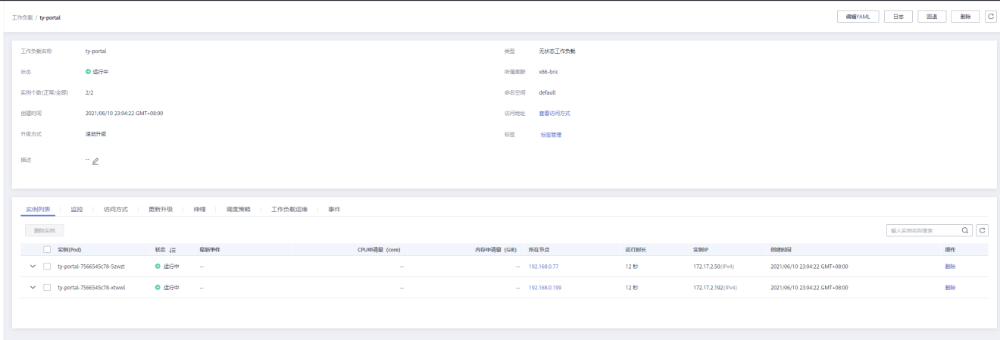 工作负载 / ty-portal
编辑YAML 日志 回退 删除
工作负载名称 ty-portal 类型 无状态工作负载
状态 运行中 所属集群 x86-bric
实例个数(正常/全部) 2/2 命名空间 default
创建时间 2021/06/10 23:04:22 GMT+08:00 访问地址 查看访问方式
升级方式 滚动升级 标签 标签管理
描述 --
实例列表 监控 访问方式 更新升级 伸缩 调度策略 工作负载运维 事件
删除实例 输入实例名称搜索
实例(Pod) 状态 最新事件 CPU申请量 (core) 内存申请量 (GiB) 所在节点 运行时长 实例IP 创建时间 操作
ty-portal-7566545c78-5zwzt 运行中 -- -- -- 192.168.0.77 12 秒 172.17.2.50(IPv4) 2021/06/10 23:04:22 GMT+08:00 删除
ty-portal-7566545c78-xtwwl 运行中 -- -- -- 192.168.0.199 12 秒 172.17.2.192(IPv4) 2021/06/10 23:04:22 GMT+08:00 删除